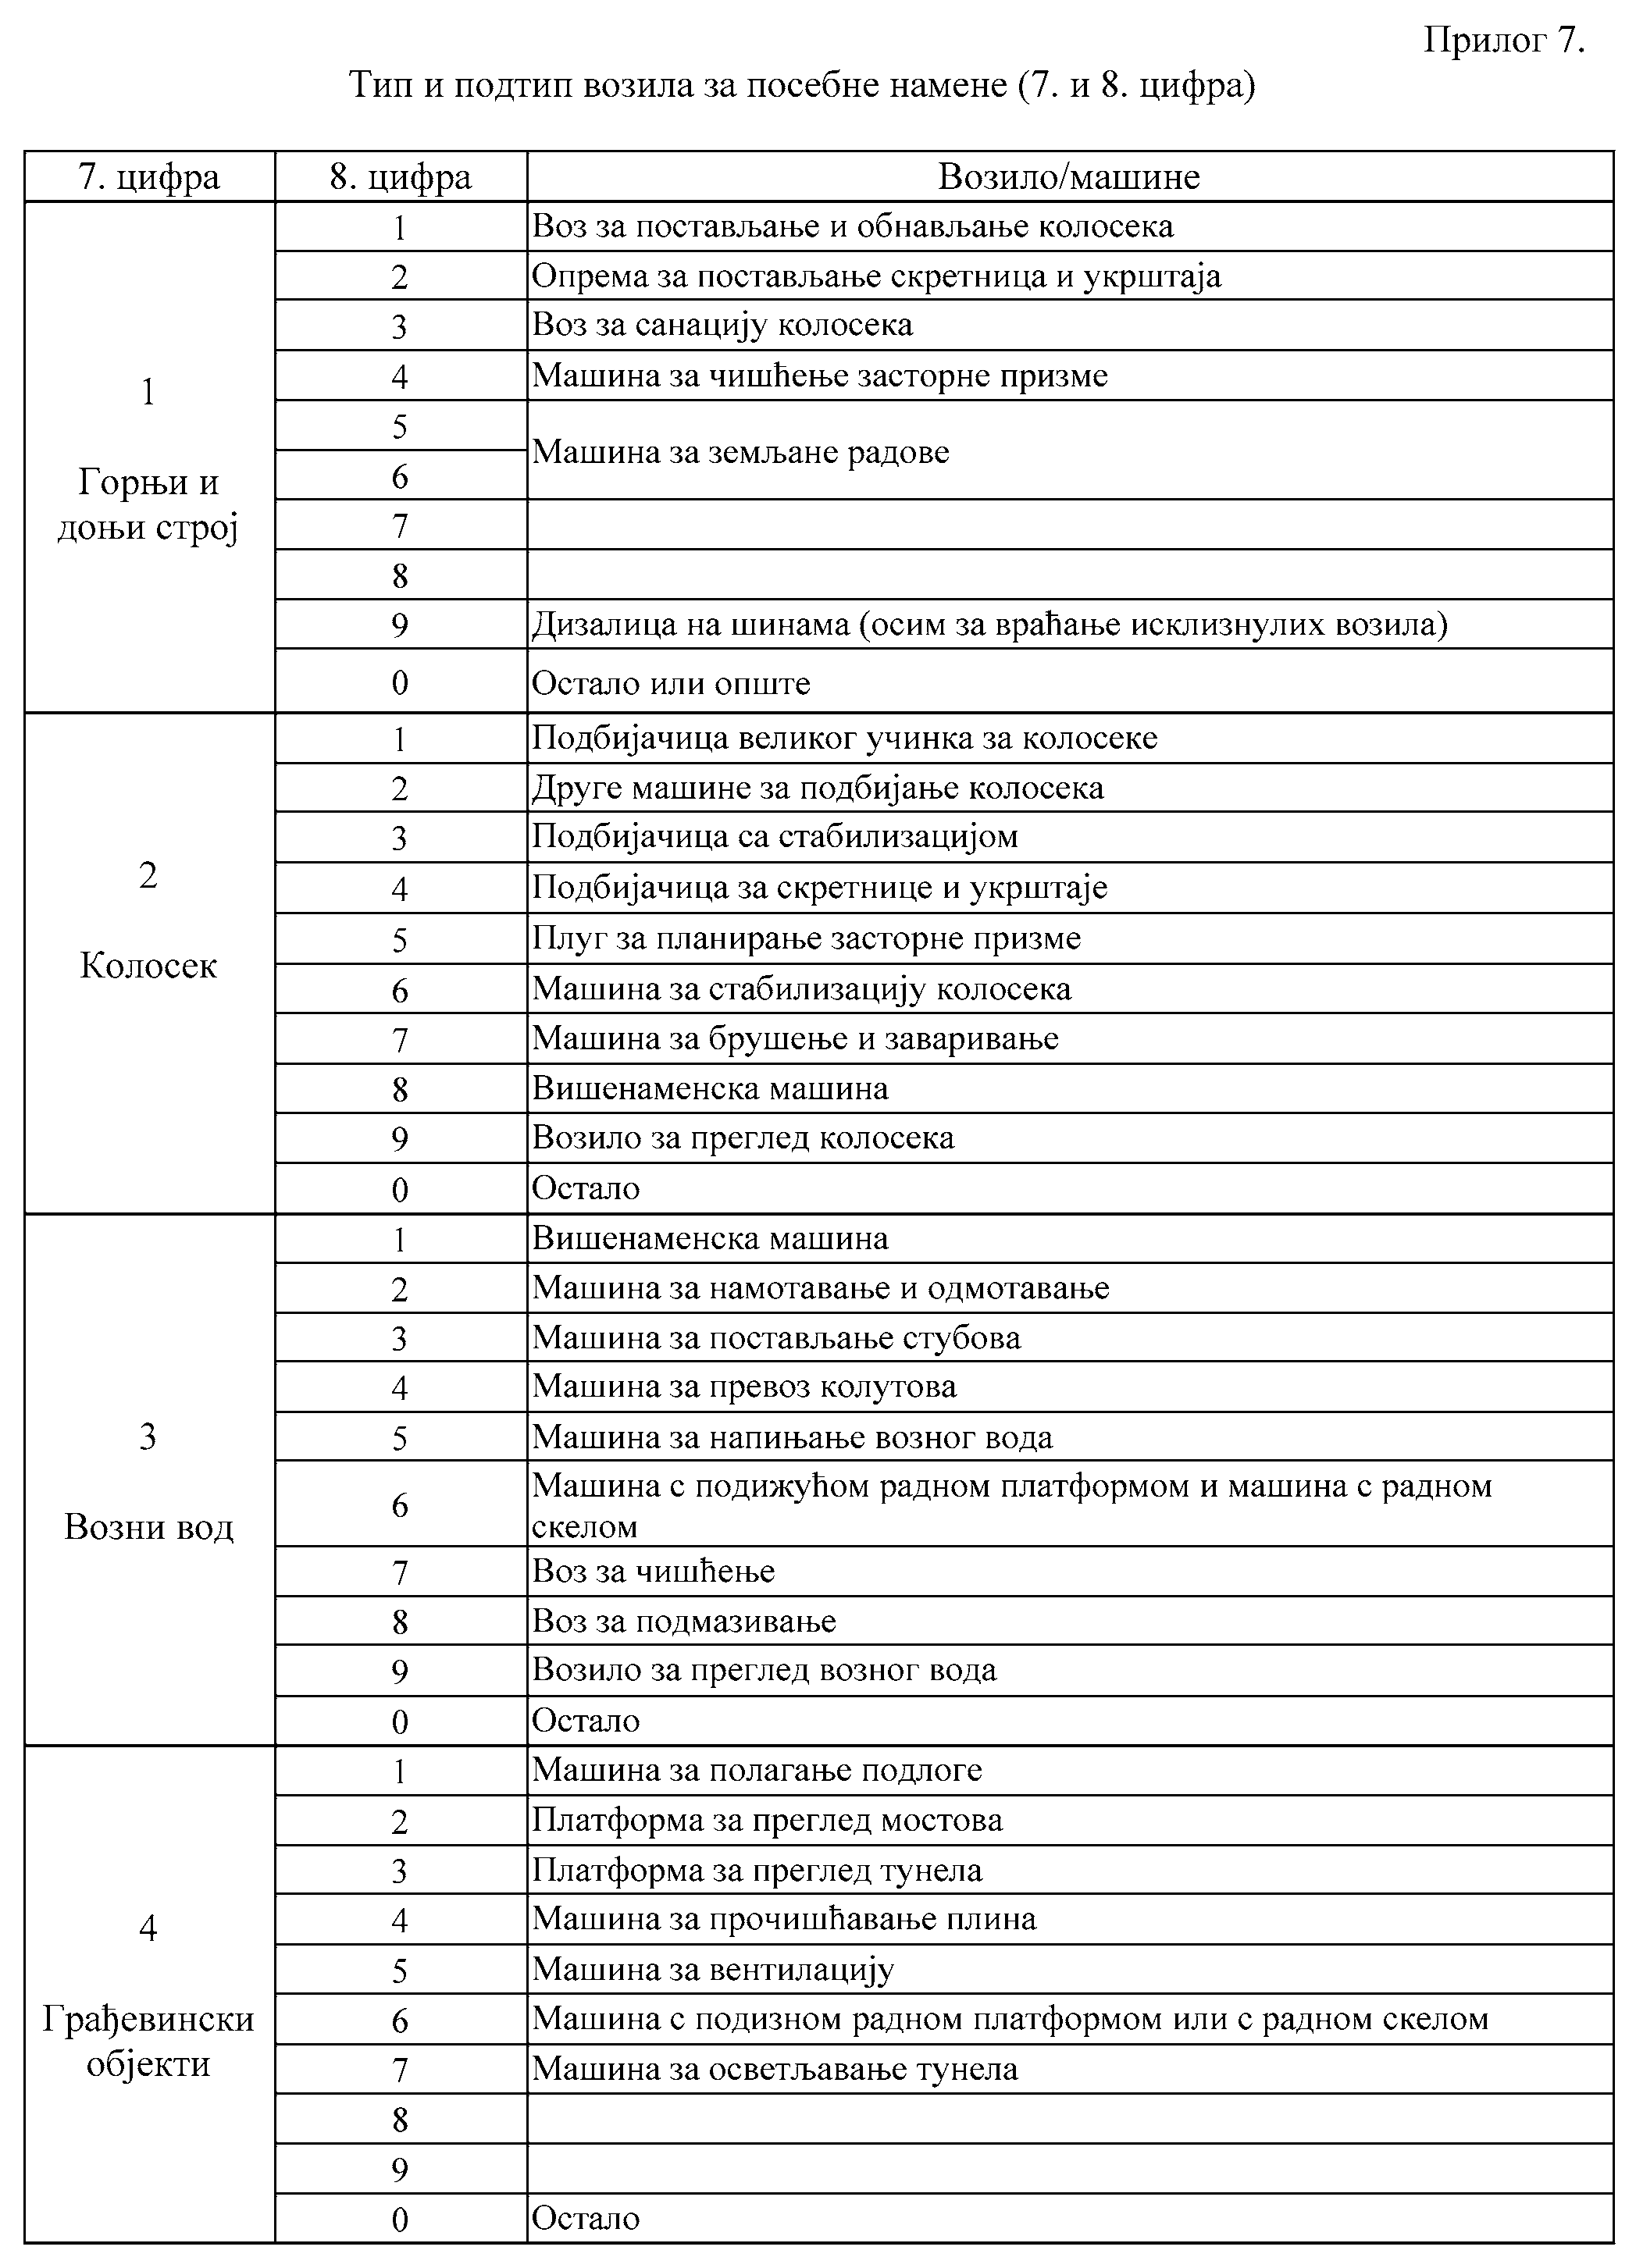 Прилог 7.
Тип и подтип возила за посебне намене (7. и 8. цифра)
7. цифра 8. цифра Возило/машине
1
Горњи и
доњи строј
1 Воз за постављање и обнављање колосека
2 Опрема за постављање скретница и укрштаја
3 Воз за санацију колосека
4 Машина за чишћење засторне призме
5
Машина за земљане радове
6
7
8
9 Дизалица на шинама (осим за враћање исклизнулих возила)
0 Остало или опште
2
Колосек
1 Подбијачица великог учинка за колосеке
2 Друге машине за подбијање колосека
3 Подбијачица са стабилизацијом
4 Подбијачица за скретнице и укрштаје
5 Плуг за планирање засторне призме
6 Машина за стабилизацију колосека
7 Машина за брушење и заваривање
8 Вишенаменска машина
9 Возило за преглед колосека
0 Остало
3
Возни вод
1 Вишенаменска машина
2 Машина за намотавање и одмотавање
3 Машина за постављање стубова
4 Машина за превоз колутова
5 Машина за напињање возног вода
6 Машина с подижућом радном платформом и машина с радном
скелом
7 Воз за чишћење
8 Воз за подмазивање
9 Возило за преглед возног вода
0 Остало
4
Грађевински
објекти
1 Машина за полагање подлоге
2 Платформа за преглед мостова
3 Платформа за преглед тунела
4 Машина за прочишћавање плина
5 Машина за вентилацију
6 Машина с подизном радном платформом или с радном скелом
7 Машина за осветљавање тунела
8
9
0 Остало